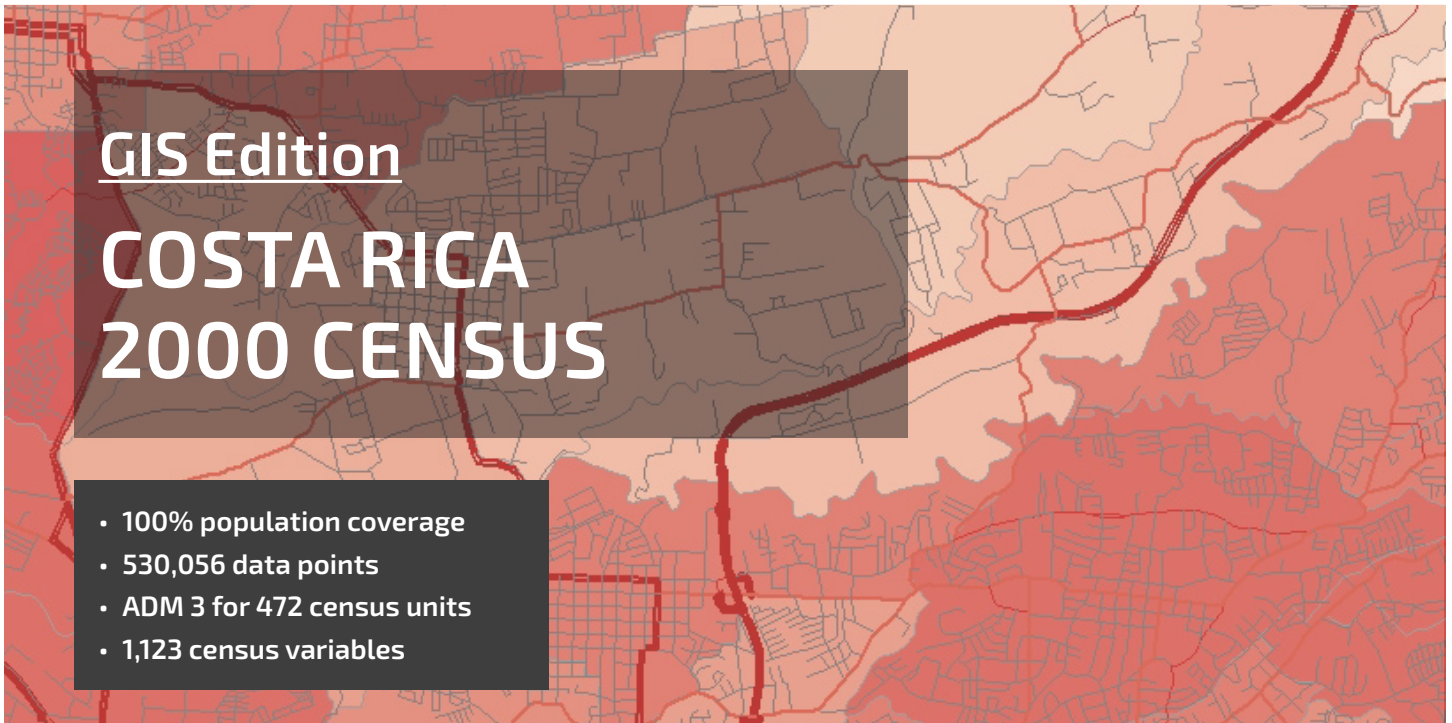 GIS Edition
COSTA RICA
2000 CENSUS
• 100% population coverage
• 530,056 data points
• ADM 3 for 472 census units
• 1,123 census variables